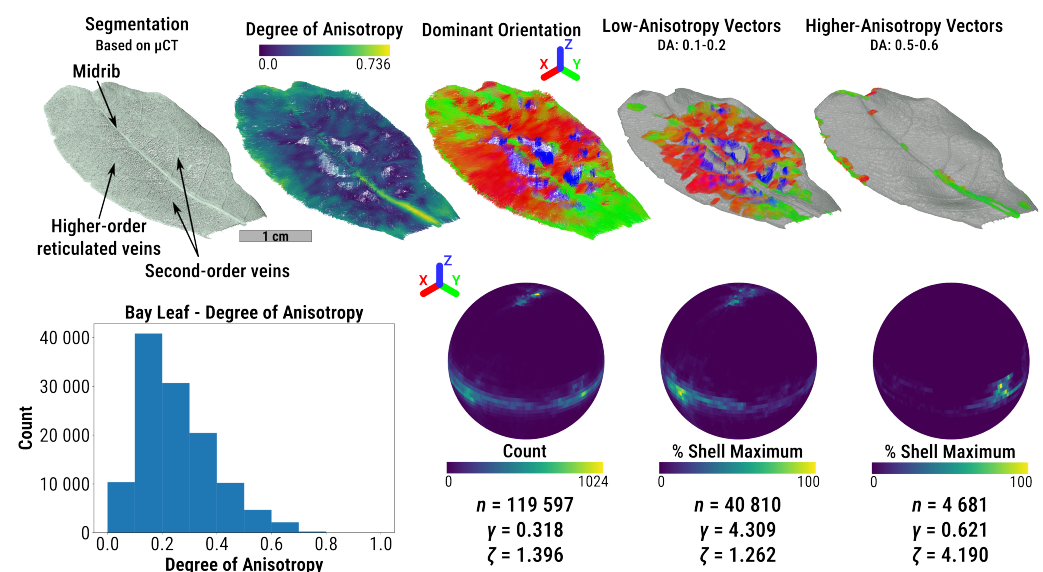 Segmentation
Based on µCT
Midrib
Higher-order
reticulated veins
Second-order veins
1 cm
Degree of Anisotropy
0.0 0.736
Dominant Orientation
Z
X Y
Low-Anisotropy Vectors
DA: 0.1-0.2
Higher-Anisotropy Vectors
DA: 0.5-0.6
Bay Leaf - Degree of Anisotropy
Count
40 000
30 000
20 000
10 000
0
0.0 0.2 0.4 0.6 0.8 1.0
Degree of Anisotropy
Z
X Y
Count
0 1024
n = 119 597
γ = 0.318
ζ = 1.396
% Shell Maximum
0 100
n = 40 810
γ = 4.309
ζ = 1.262
% Shell Maximum
0 100
n = 4 681
γ = 0.621
ζ = 4.190